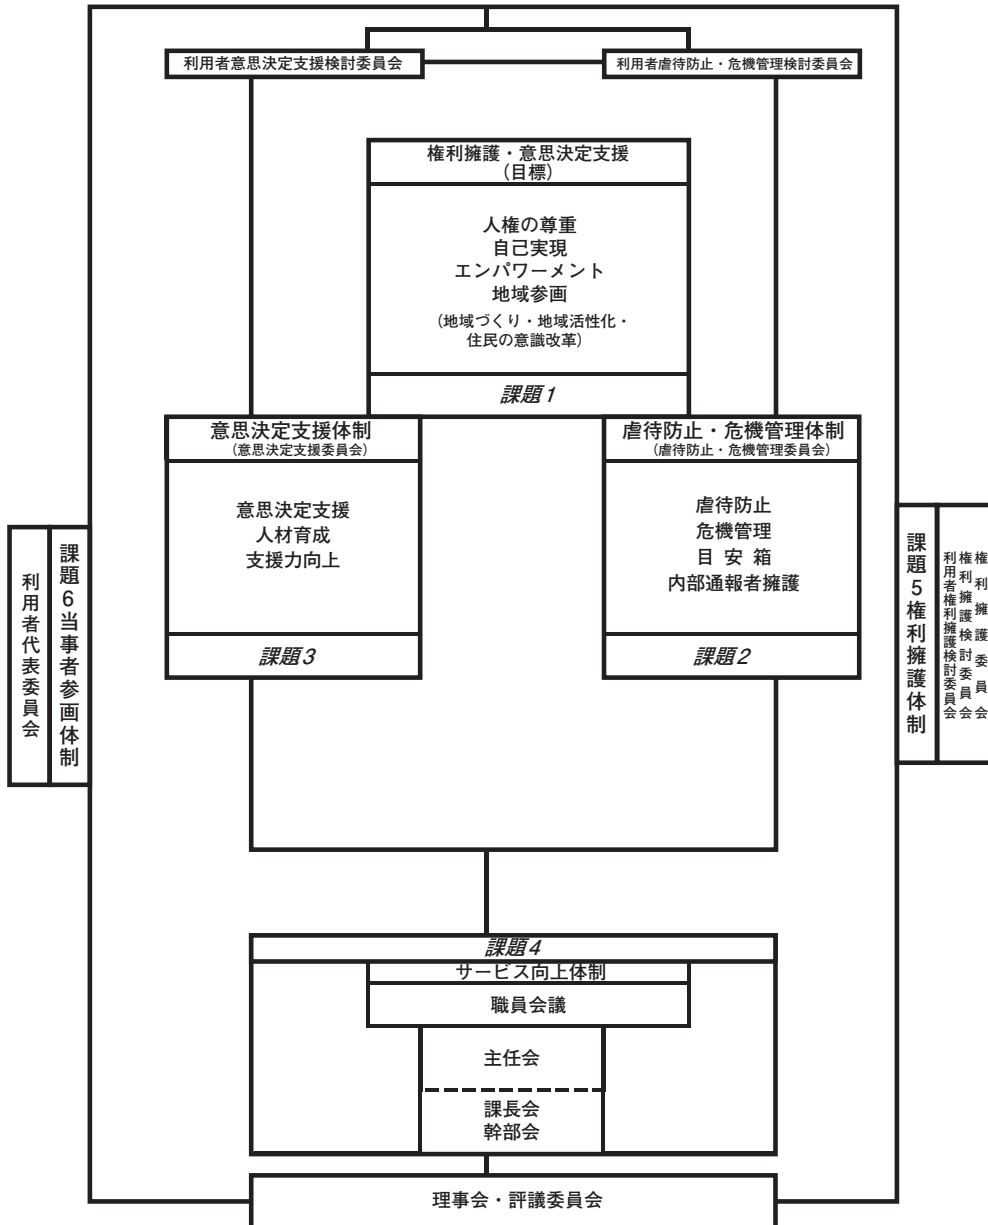 利用者意思決定支援検討委員会
利用者虐待防止・危機管理検討委員会
権利擁護・意思決定支援
(目標)
人権の尊重
自己実現
エンパワーメント
地域参画
(地域づくり・地域活性化・
住民の意識改革)
課題1
意思決定支援体制
(意思決定支援委員会)
意思決定支援
人材育成
支援力向上
課題3
虐待防止・危機管理体制
(虐待防止・危機管理委員会)
虐待防止
危機管理
目 安 箱
内部通報者擁護
課題2
課題6当事者参画体制
利用者代表委員会
権利擁護委員会
権利擁護検討委員会
利用者権利擁護検討委員会
課題5権利擁護体制
課題4
サービス向上体制
職員会議
主任会
課長会
幹部会
理事会・評議委員会